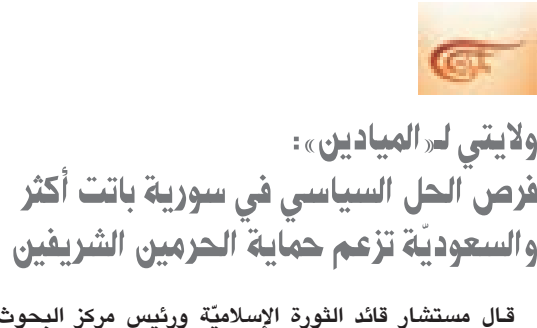 ولايتي لـ«الميادين»:
فرص الحل السياسي في سورية باتت أكثر
والسعوديّة تزعم حماية الحرمين الشريفين
قال مستشار قائد الثورة الإسلاميّة ورئيس مركز البحوث